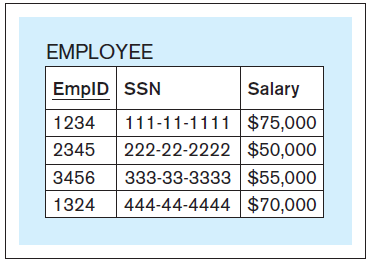 EMPLOYEE
EmpID SSN Salary
1234 111-11-1111 $75,000
2345 222-22-2222 $50,000
3456 333-33-3333 $55,000
1324 444-44-4444 $70,000